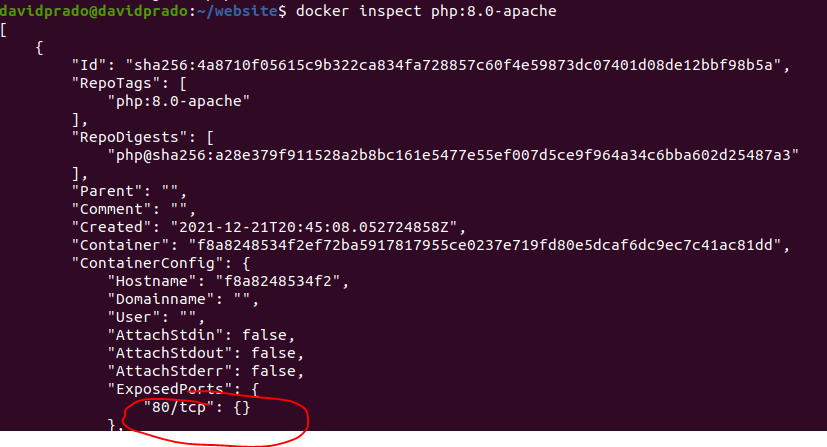 davidprado@davidprado:~/website$ docker inspect php:8.0-apache
[
    {
        "Id": "sha256:4a8710f05615c9b322ca834fa728857c60f4e59873dc07401d08de12bbf98b5a",
        "RepoTags": [
            "php:8.0-apache"
        ],
        "RepoDigests": [
            "php@sha256:a28e379f911528a2b8bc161e5477e55ef007d5ce9f964a34c6bba602d25487a3"
        ],
        "Parent": "",
        "Comment": "",
        "Created": "2021-12-21T20:45:08.052724858Z",
        "Container": "f8a8248534f2ef72ba5917817955ce0237e719fd80e5dcaf6dc9ec7c41ac81dd",
        "ContainerConfig": {
            "Hostname": "f8a8248534f2",
            "Domainname": "",
            "User": "",
            "AttachStdin": false,
            "AttachStdout": false,
            "AttachStderr": false,
            "ExposedPorts": {
                "80/tcp": {}
            },